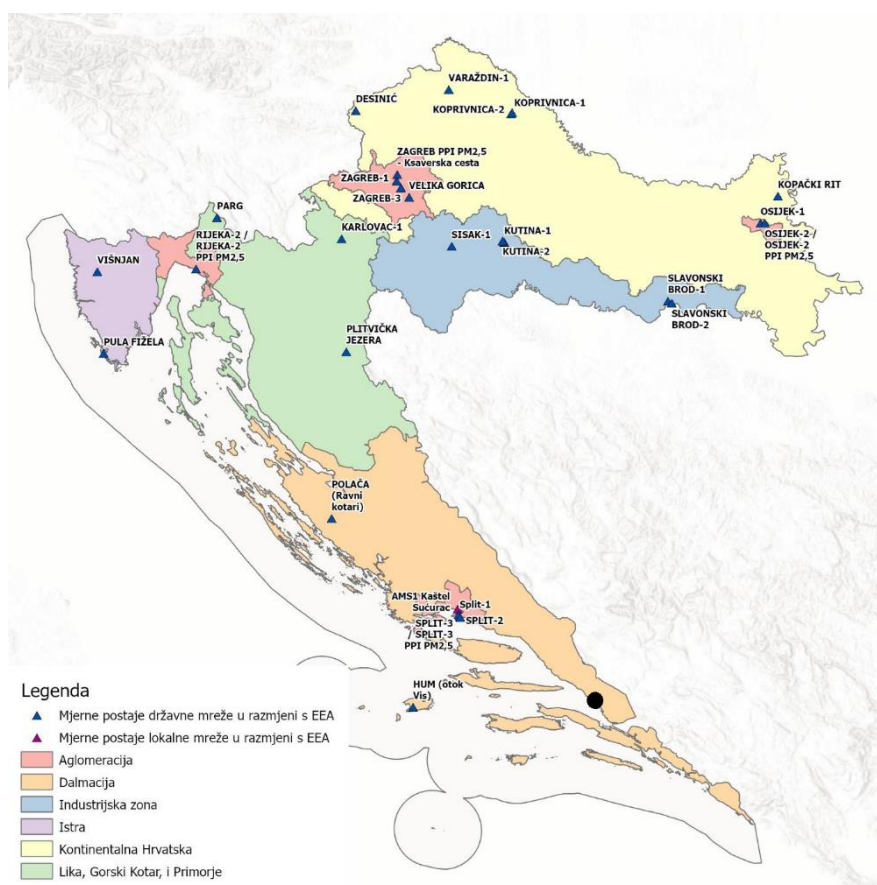 VARAŽDIN-1
DESINIĆ
KOPRIVNICA-2
KOPRIVNICA-1
ZAGREB PPI PM2,5
- Ksaverska cesta
ZAGREB-1
VELIKA GORICA
ZAGREB-3
KOPAČKI RIT
OSIJEK-1
OSIJEK-2 /
OSIJEK-2
PPI PM2,5
PARG
RIJEKA-2 /
RIJEKA-2
PPI PM2,5
KARLOVAC-1
SISAK-1
KUTINA-1
KUTINA-2
VIŠNJAN
SLAVONSKI
BROD-1
SLAVONSKI
BROD-2
PULA FIŽELA
PLITVIČKA
JEZERA
POLAČA
(Ravni
kotari)
AMS1 Kaštel
Sućurac
Split-1
SPLIT-2
SPLIT-3
/ SPLIT-3
PPI PM2,5
HUM (otok
Vis)
Legenda
Mjerne postaje državne mreže u razmjeni s EEA
Mjerne postaje lokalne mreže u razmjeni s EEA
Aglomeracija
Dalmacija
Industrijska zona
Istra
Kontinentalna Hrvatska
Lika, Gorski Kotar, i Primorje